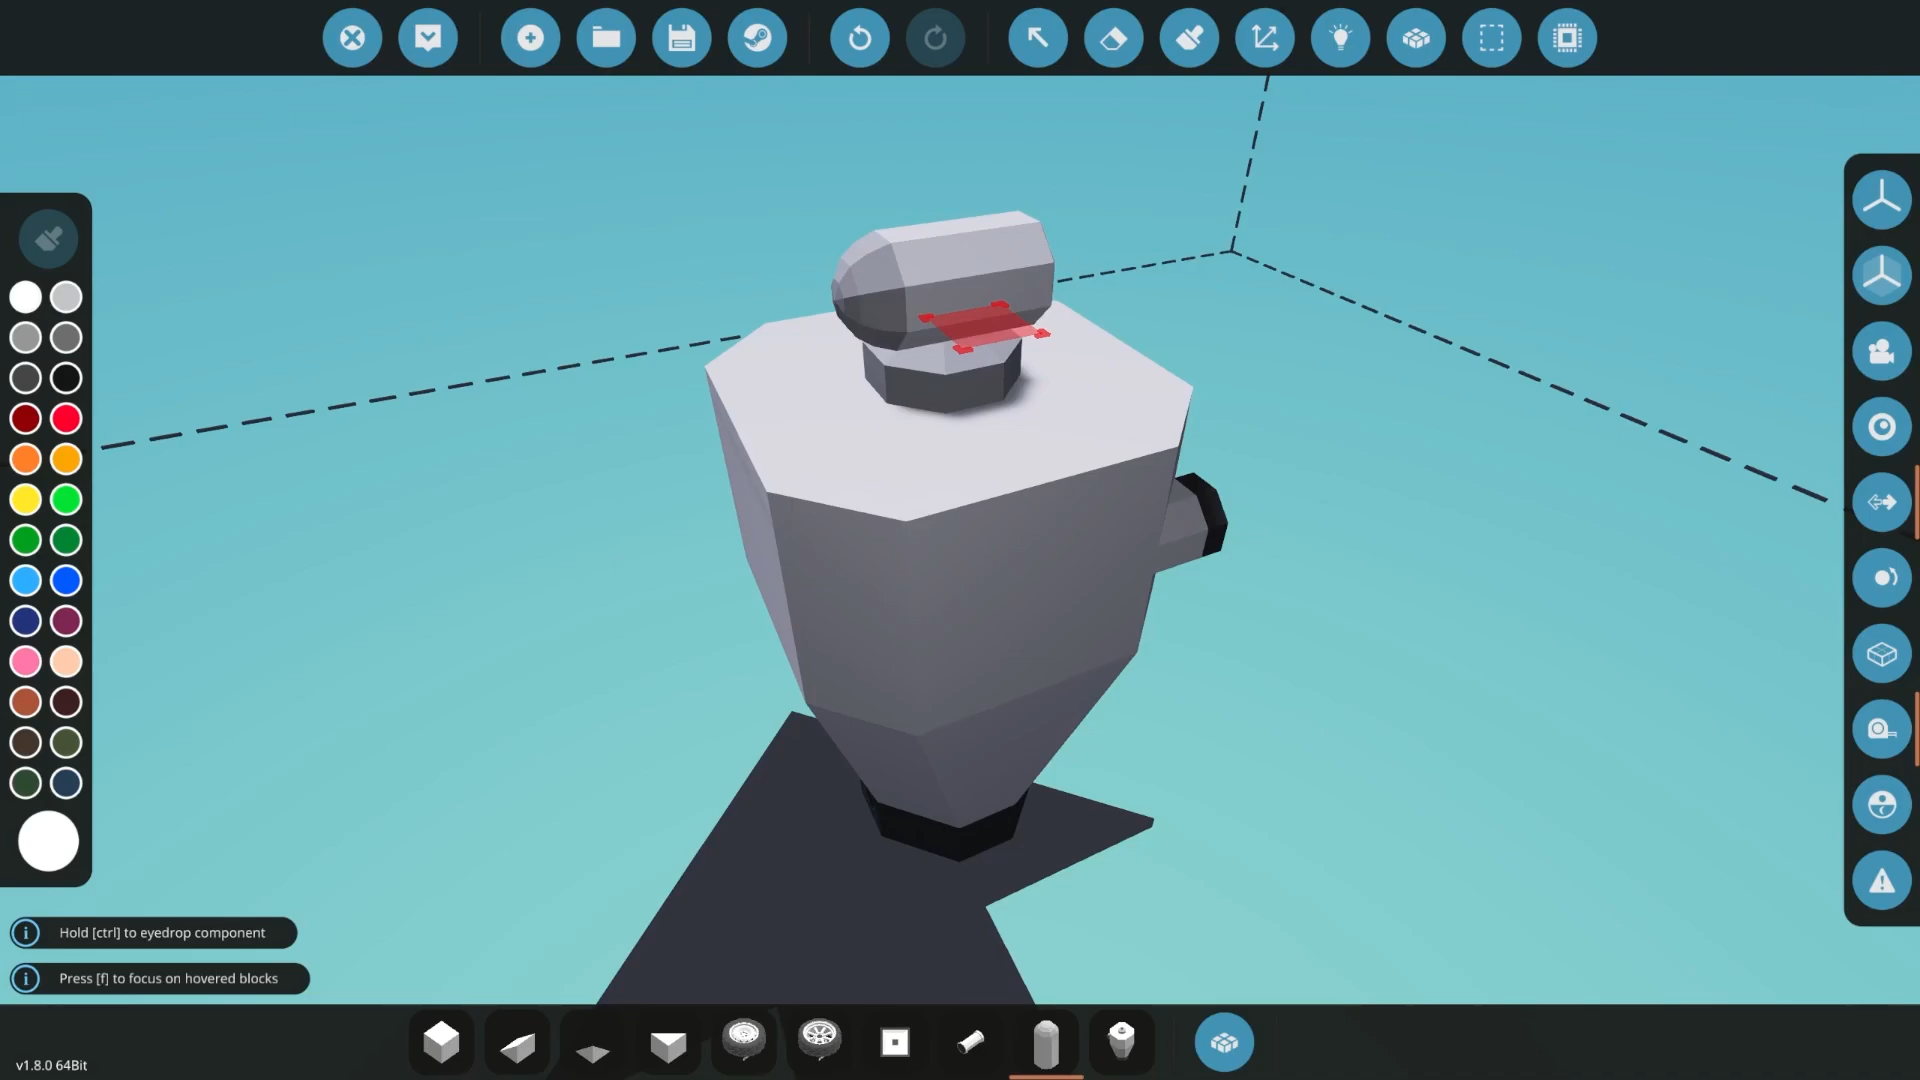 Hold [ctrl] to eyedrop component
Press [f] to focus on hovered blocks
v1.8.0 64Bit